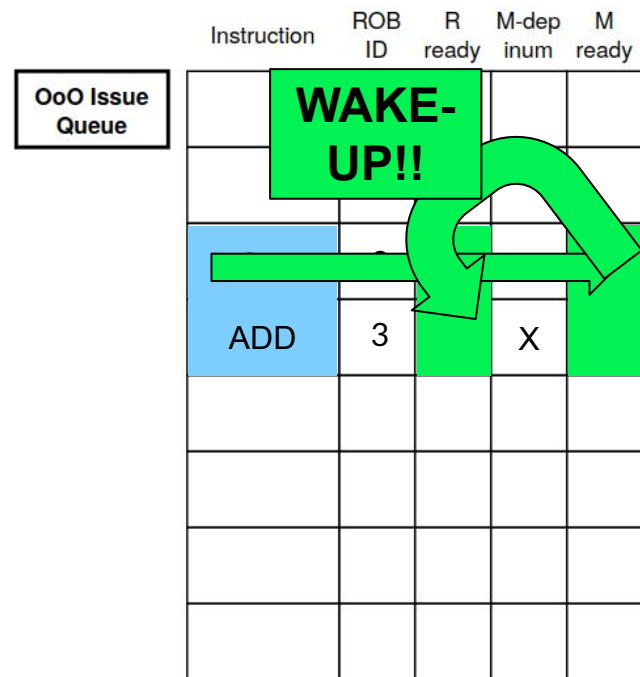 Instruction
ROB
ID
R
ready
M-dep
inum
M
ready
OoO Issue
Queue
WAKE-
UP!!
ADD
3
X